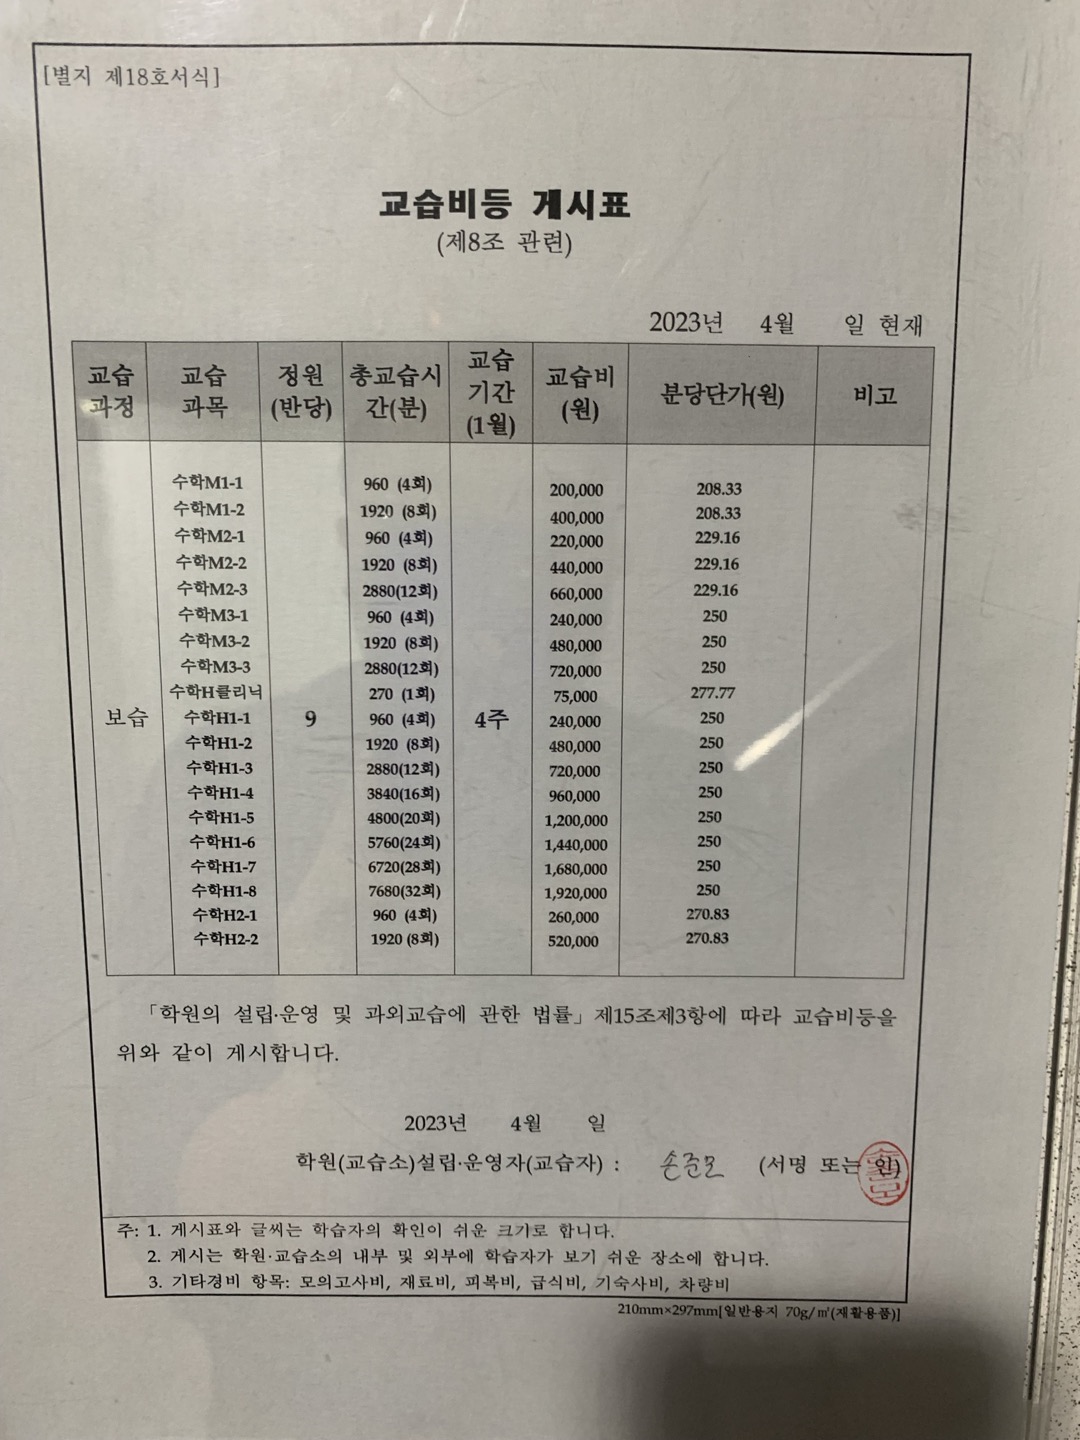 [별지 제18호서식]
교습비등 게시표
(제8조 관련)
2023년 4월 일 현재
교습과정 교습과목 정원(반당) 총교습시간(분) 교습기간(1월) 교습비(원) 분당단가(원) 비고
수학M1-1 960 (4회) 200,000 208.33
수학M1-2 1920 (8회) 400,000 208.33
수학M2-1 960 (4회) 220,000 229.16
수학M2-2 1920 (8회) 440,000 229.16
수학M2-3 2880(12회) 660,000 229.16
수학M3-1 960 (4회) 240,000 250
수학M3-2 1920 (8회) 480,000 250
수학M3-3 2880(12회) 720,000 250
수학H클리닉 270 (1회) 75,000 277.77
보습 수학H1-1 9 960 (4회) 4주 240,000 250
수학H1-2 1920 (8회) 480,000 250
수학H1-3 2880(12회) 720,000 250
수학H1-4 3840(16회) 960,000 250
수학H1-5 4800(20회) 1,200,000 250
수학H1-6 5760(24회) 1,440,000 250
수학H1-7 6720(28회) 1,680,000 250
수학H1-8 7680(32회) 1,920,000 250
수학H2-1 960 (4회) 260,000 270.83
수학H2-2 1920 (8회) 520,000 270.83
「학원의 설립·운영 및 과외교습에 관한 법률」제15조제3항에 따라 교습비등을
위와 같이 게시합니다.
2023년 4월 일
학원(교습소)설립·운영자(교습자) : 손준모 (서명 또는 인)
주: 1. 게시표와 글씨는 학습자의 확인이 쉬운 크기로 합니다.
2. 게시는 학원·교습소의 내부 및 외부에 학습자가 보기 쉬운 장소에 합니다.
3. 기타경비 항목: 모의고사비, 재료비, 피복비, 급식비, 기숙사비, 차량비
210mm×297mm[일반용지 70g/㎡(재활용품)]